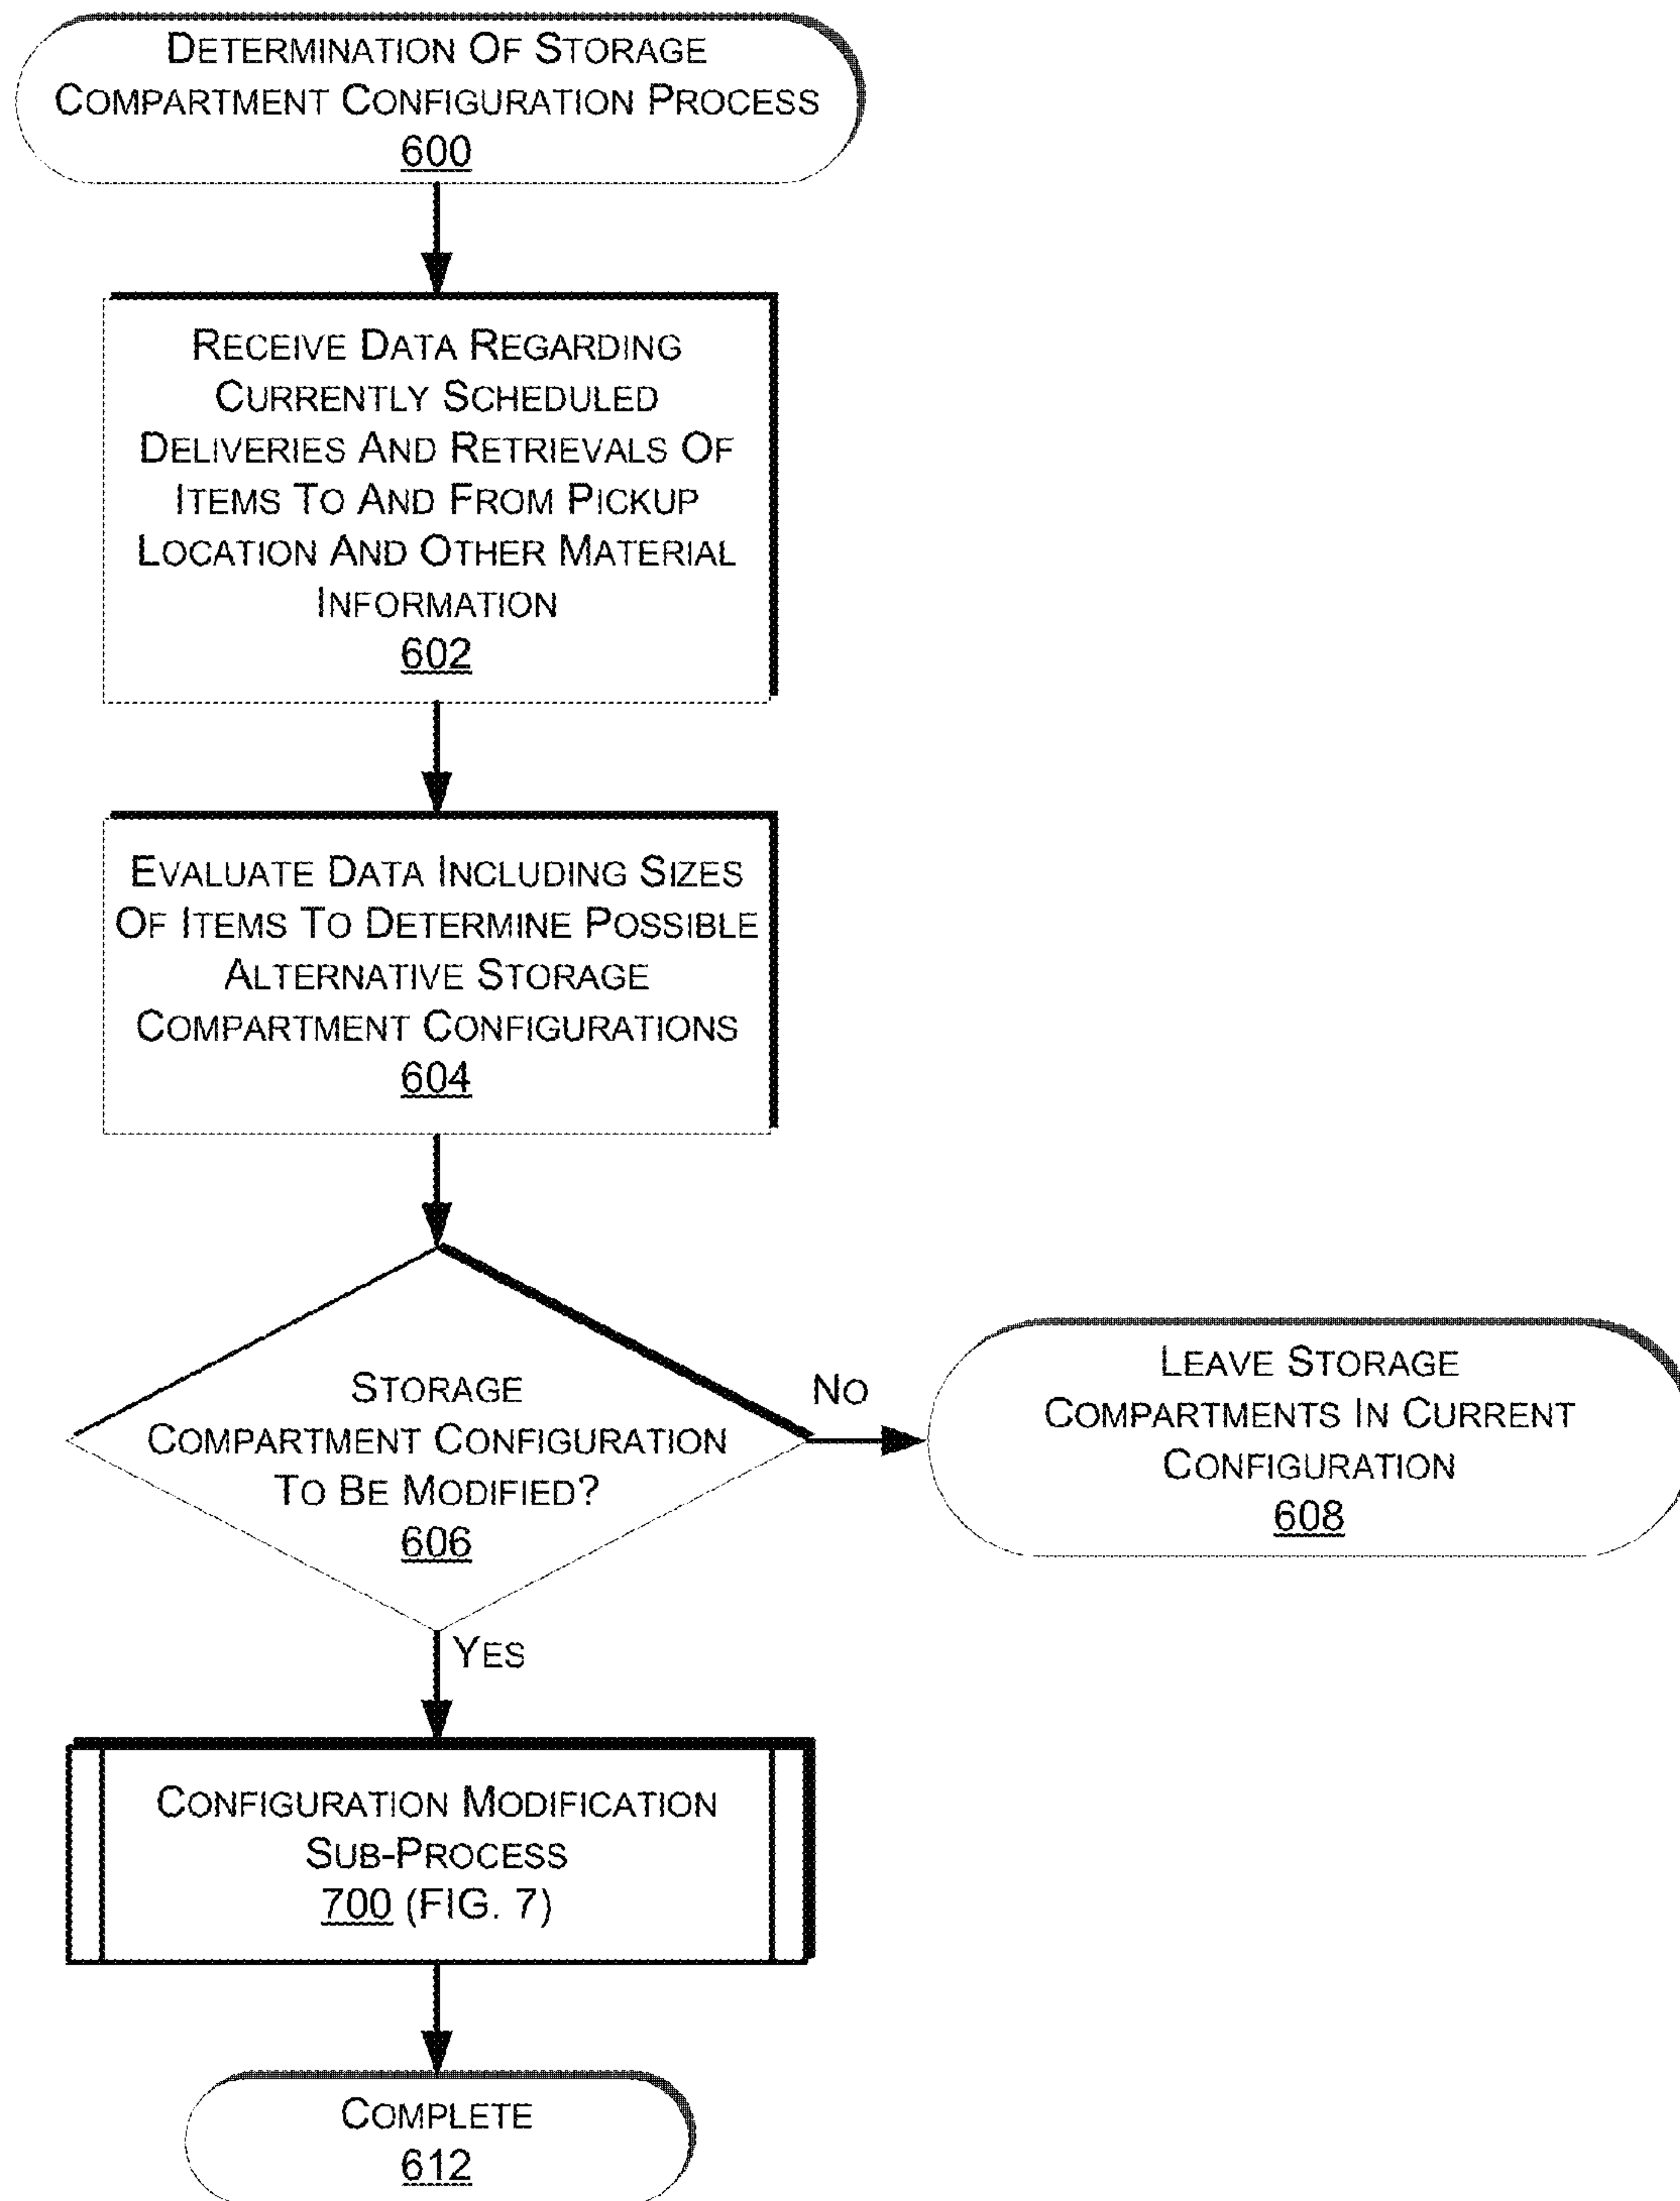 DETERMINATION OF STORAGE
COMPARTMENT CONFIGURATION PROCESS
600
RECEIVE DATA REGARDING
CURRENTLY SCHEDULED
DELIVERIES AND RETRIEVALS OF
ITEMS TO AND FROM PICKUP
LOCATION AND OTHER MATERIAL
INFORMATION
602
EVALUATE DATA INCLUDING SIZES
OF ITEMS TO DETERMINE POSSIBLE
ALTERNATIVE STORAGE
COMPARTMENT CONFIGURATIONS
604
STORAGE
COMPARTMENT CONFIGURATION
TO BE MODIFIED?
606
NO
LEAVE STORAGE
COMPARTMENTS IN CURRENT
CONFIGURATION
608
YES
CONFIGURATION MODIFICATION
SUB-PROCESS
700 (FIG. 7)
COMPLETE
612